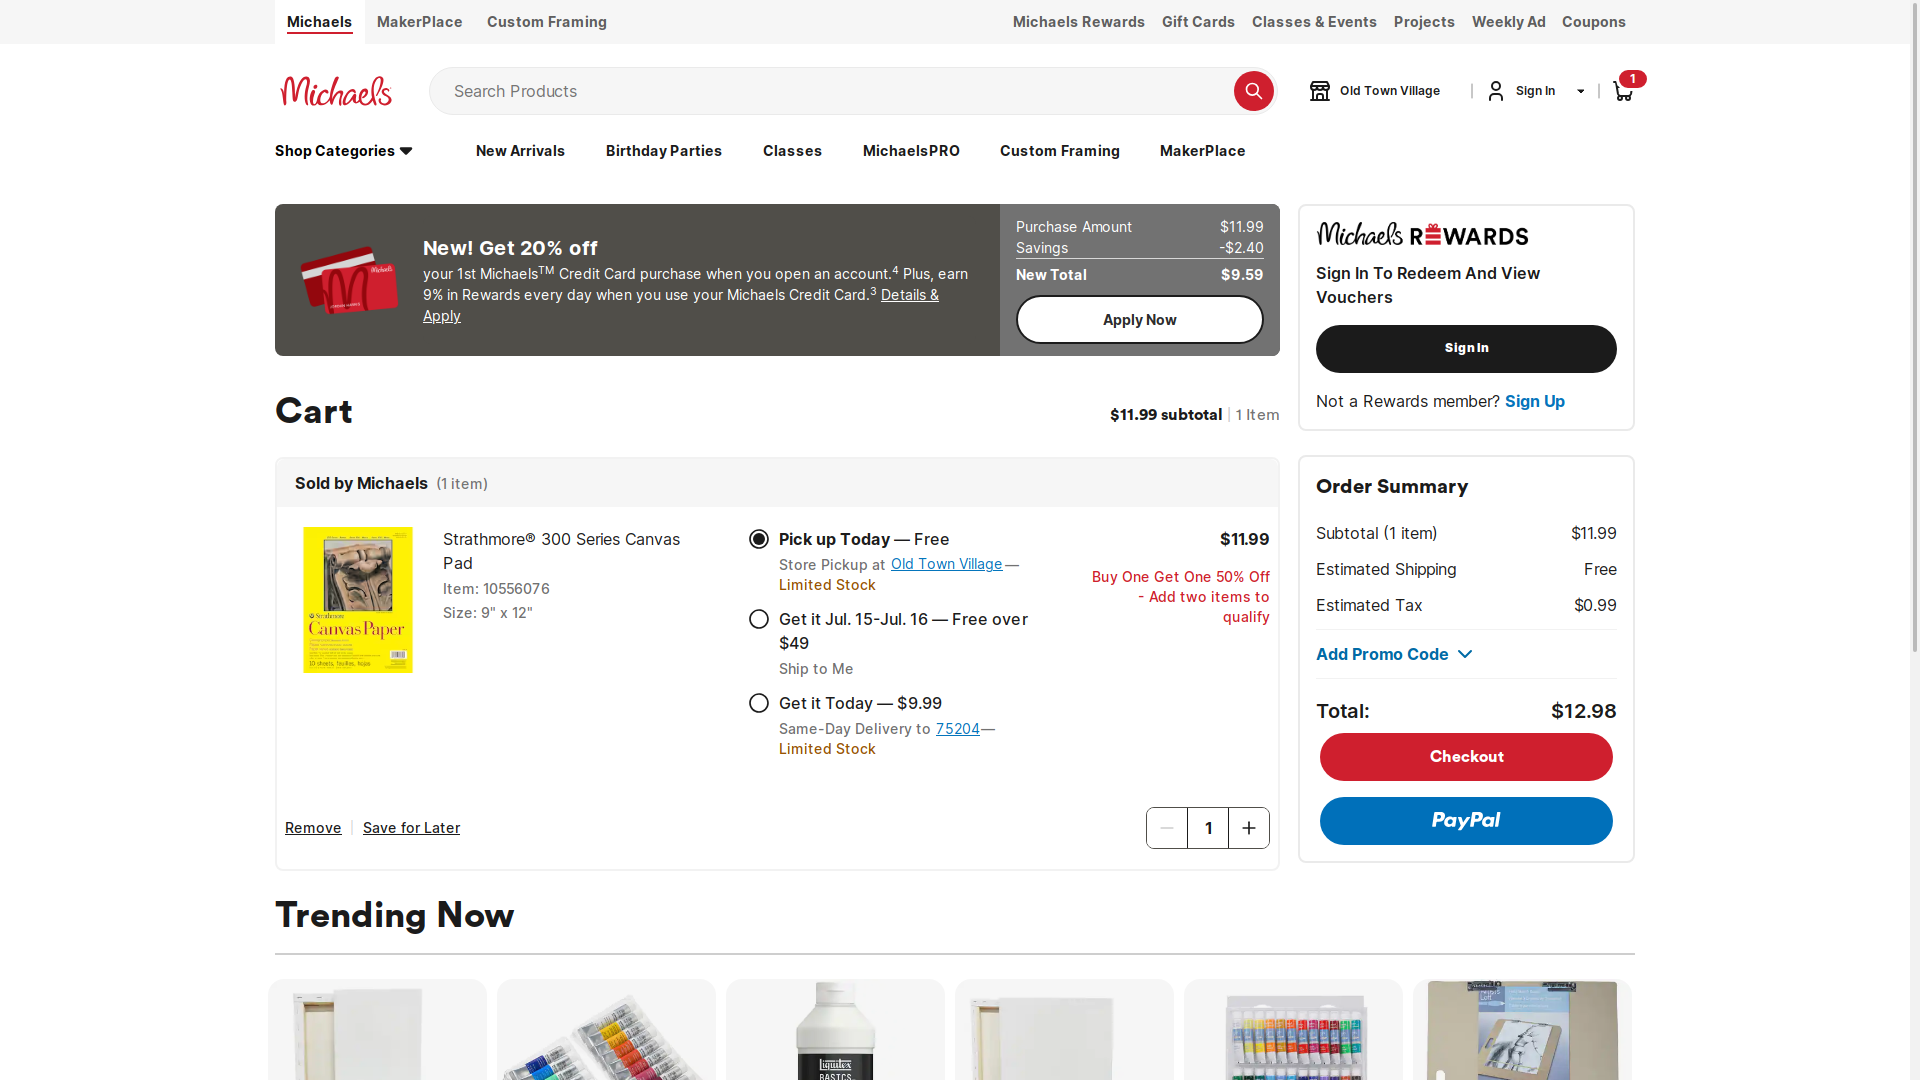 Michaels
MakerPlace
Custom Framing
Michaels Rewards
Gift Cards
Classes & Events
Projects
Weekly Ad
Coupons
Michaels
Search Products
Old Town Village
Sign In
1
Shop Categories
New Arrivals
Birthday Parties
Classes
MichaelsPRO
Custom Framing
MakerPlace
New! Get 20% off
your 1st Michaels™ Credit Card purchase when you open an account.⁴ Plus, earn
9% in Rewards every day when you use your Michaels Credit Card.³ Details &
Apply
Purchase Amount $11.99
Savings -$2.40
New Total $9.59
Apply Now
Michaels REWARDS
Sign In To Redeem And View
Vouchers
Sign In
Not a Rewards member? Sign Up
Cart
$11.99 subtotal | 1 Item
Sold by Michaels (1 item)
Strathmore
Canvas Paper
Strathmore® 300 Series Canvas
Pad
Item: 10556076
Size: 9" x 12"
Pick up Today — Free
Store Pickup at Old Town Village —
Limited Stock
Get it Jul. 15-Jul. 16 — Free over
$49
Ship to Me
Get it Today — $9.99
Same-Day Delivery to 75204—
Limited Stock
$11.99
Buy One Get One 50% Off
- Add two items to
qualify
Remove | Save for Later
1
Order Summary
Subtotal (1 item) $11.99
Estimated Shipping Free
Estimated Tax $0.99
Add Promo Code
Total: $12.98
Checkout
PayPal
Trending Now
Liquitex
BASICS